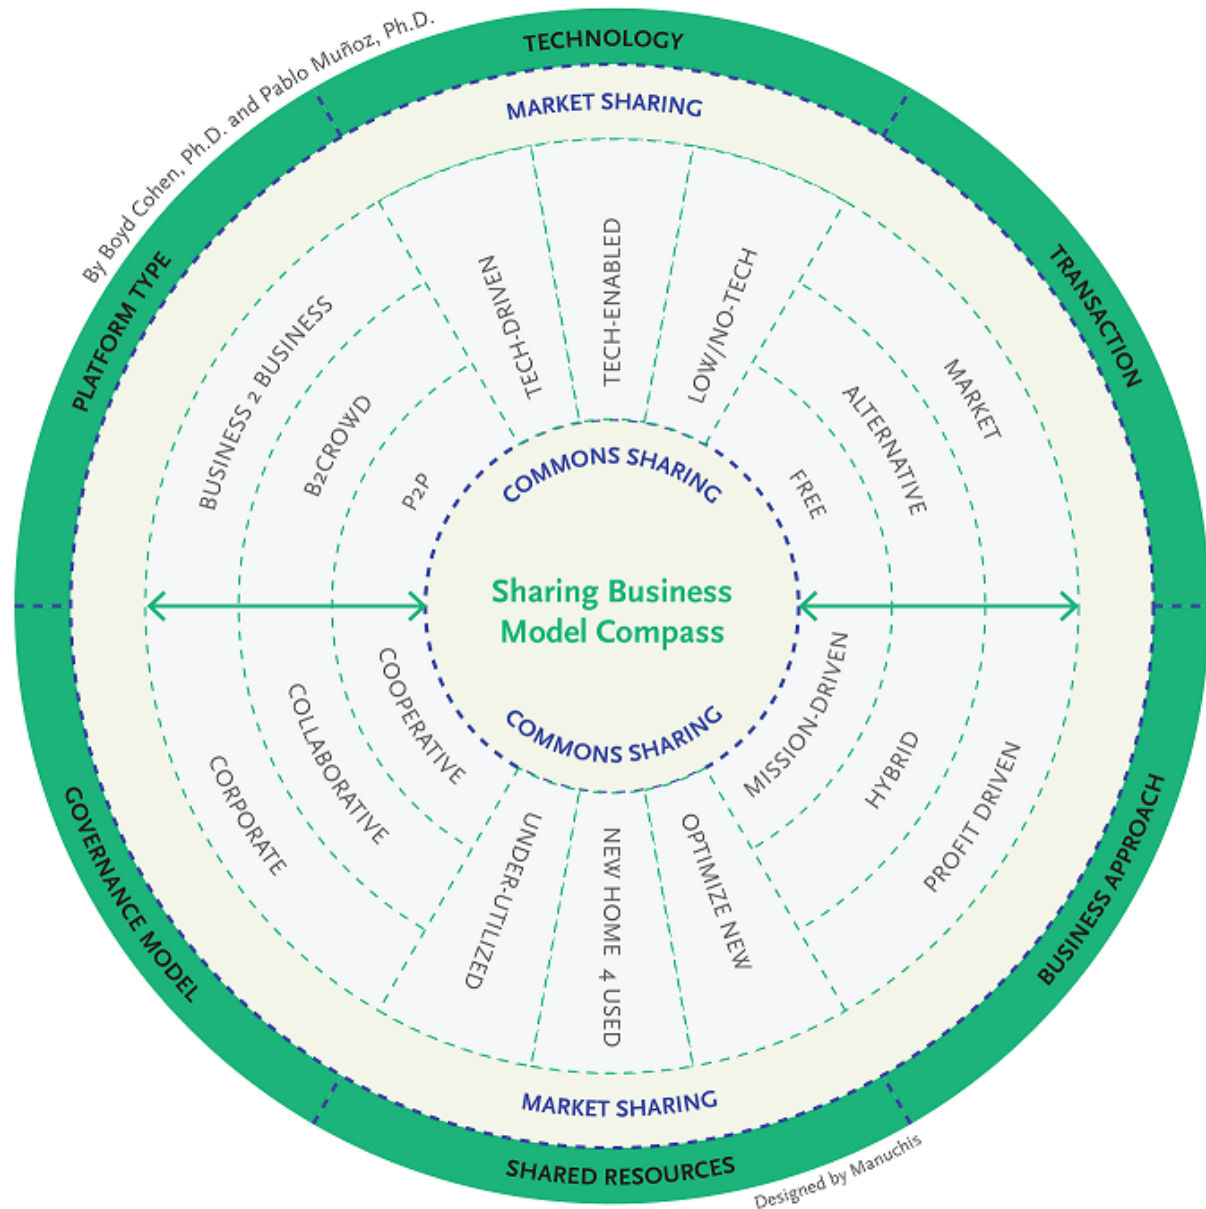 By Boyd Cohen, Ph.D. and Pablo Muñoz, Ph.D.
TECHNOLOGY
MARKET SHARING
TECH-DRIVEN
TECH-ENABLED
LOW/NO-TECH
PLATFORM TYPE
BUSINESS 2 BUSINESS
B2CROWD
P2P
TRANSACTION
FREE
ALTERNATIVE
MARKET
COMMONS SHARING
Sharing Business
Model Compass
COMMONS SHARING
GOVERNANCE MODEL
CORPORATE
COLLABORATIVE
COOPERATIVE
BUSINESS APPROACH
MISSION-DRIVEN
HYBRID
PROFIT DRIVEN
UNDER-UTILIZED
NEW HOME 4 USED
OPTIMIZE NEW
MARKET SHARING
SHARED RESOURCES
Designed by Manuchis